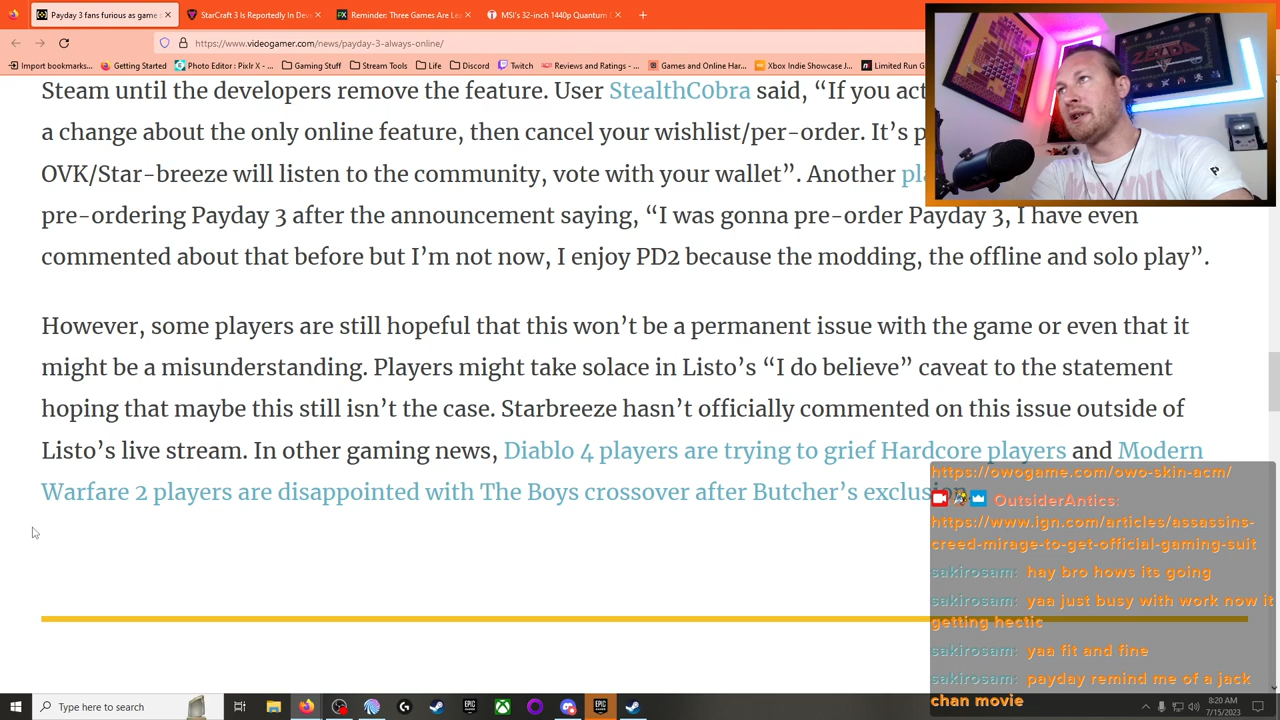 Payday 3 fans furious as game s
StarCraft 3 Is Reportedly In Deve
Reminder: Three Games Are Lea
MSI's 32-inch 1440p Quantum D
https://www.videogamer.com/news/payday-3-always-online/
Import bookmarks...
Getting Started
Photo Editor : Pixlr X - ...
Gaming Stuff
Stream Tools
Life
Discord
Twitch
Reviews and Ratings - ...
Games and Online Har...
Xbox Indie Showcase...
Limited Run G
Steam until the developers remove the feature. User StealthC0bra said, “If you act
a change about the only online feature, then cancel your wishlist/per-order. It’s p
OVK/Star-breeze will listen to the community, vote with your wallet”. Another pl
pre-ordering Payday 3 after the announcement saying, “I was gonna pre-order Payday 3, I have even
commented about that before but I’m not now, I enjoy PD2 because the modding, the offline and solo play”.
However, some players are still hopeful that this won’t be a permanent issue with the game or even that it
might be a misunderstanding. Players might take solace in Listo’s “I do believe” caveat to the statement
hoping that maybe this still isn’t the case. Starbreeze hasn’t officially commented on this issue outside of
Listo’s live stream. In other gaming news, Diablo 4 players are trying to grief Hardcore players and Modern
Warfare 2 players are disappointed with The Boys crossover after Butcher’s exclusion.
https://owogame.com/owo-skin-acm/
OutsiderAntics:
https://www.ign.com/articles/assassins-
creed-mirage-to-get-official-gaming-suit
sakirosam: hay bro hows its going
sakirosam: yaa just busy with work now it
getting hectic
sakirosam: yaa fit and fine
sakirosam: payday remind me of a jack
chan movie
Type here to search
8:20 AM
7/15/2023